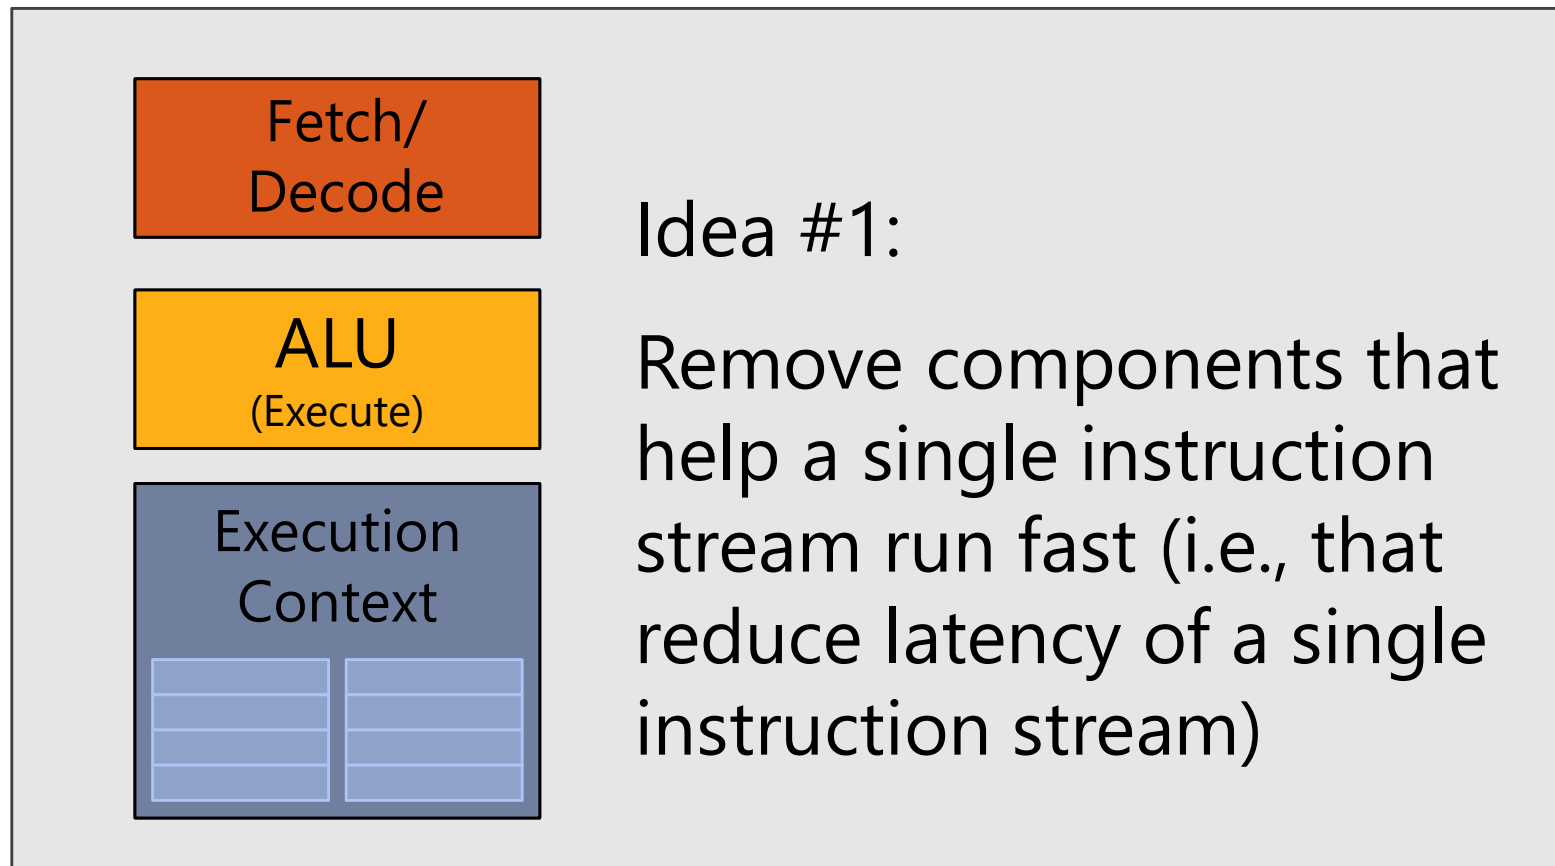 Fetch/
Decode
ALU
(Execute)
Execution
Context
Idea #1:
Remove components that
help a single instruction
stream run fast (i.e., that
reduce latency of a single
instruction stream)